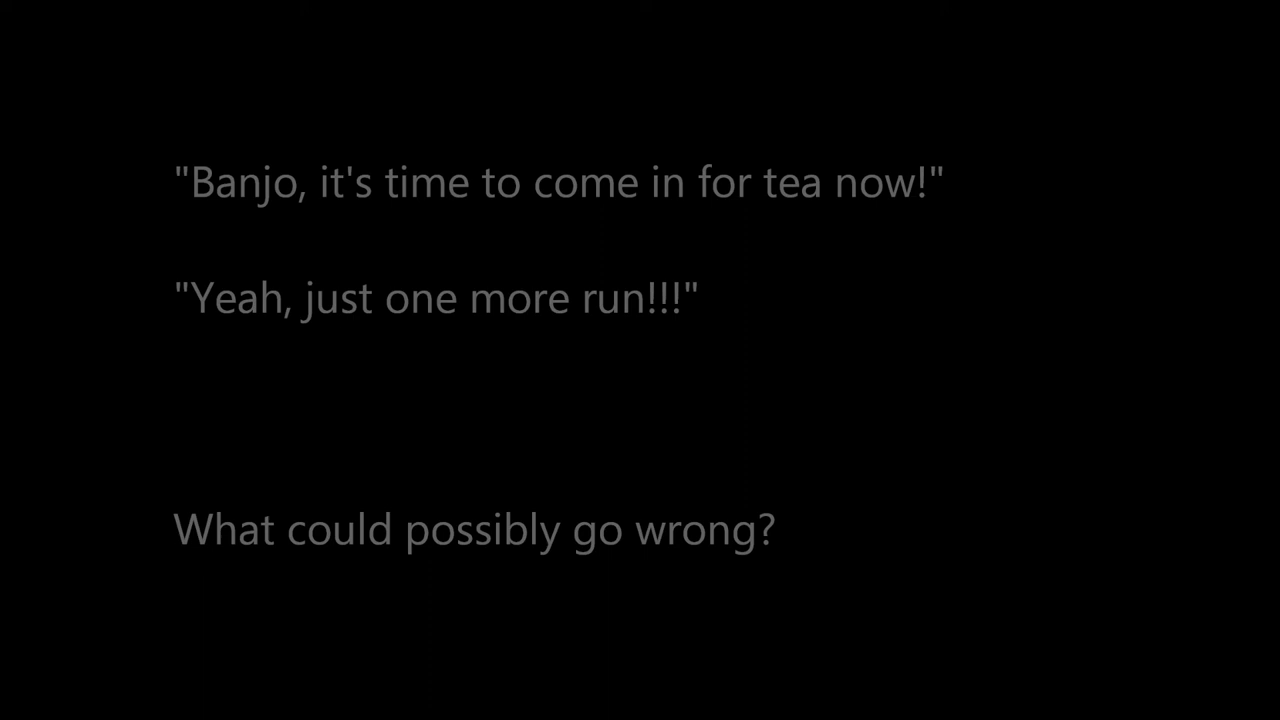 "Banjo, it's time to come in for tea now!"
"Yeah, just one more run!!!"
What could possibly go wrong?